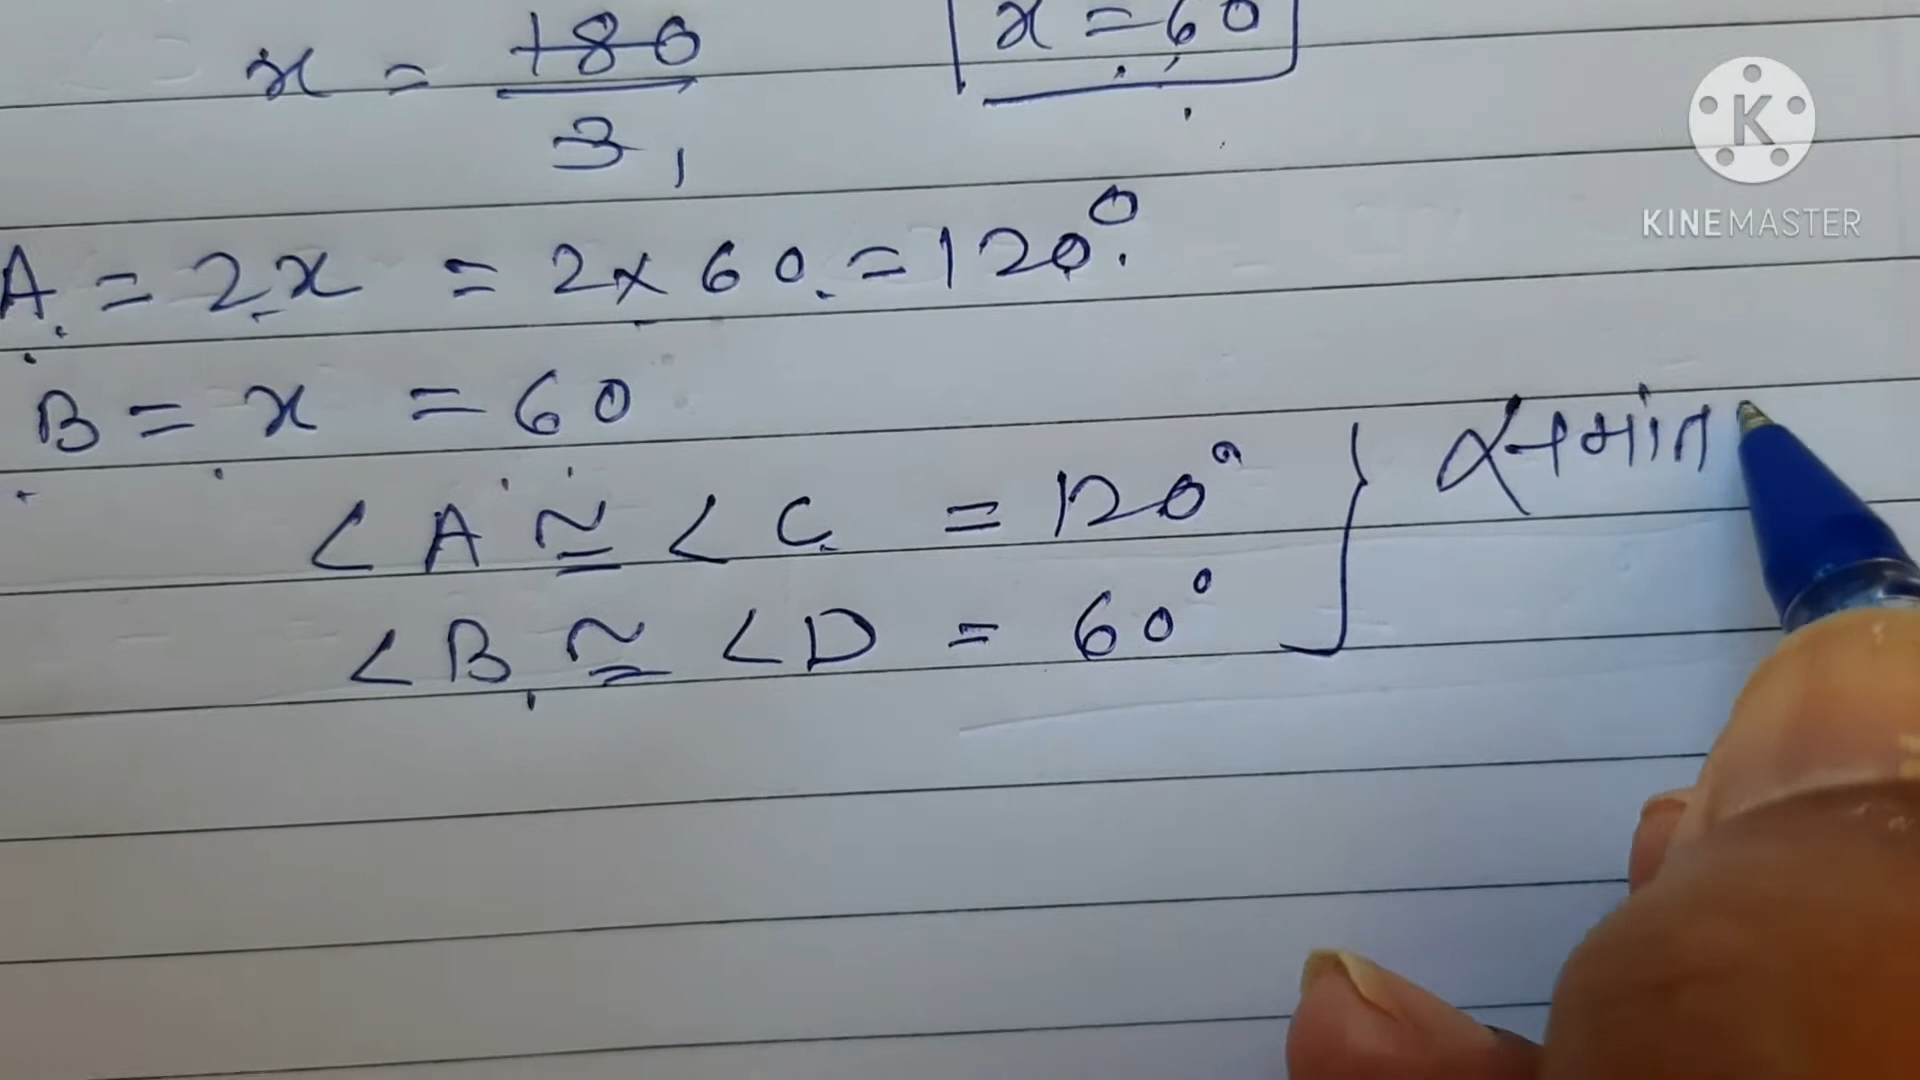 x = 180/3
x = 60
K
KINEMASTER
A = 2x = 2 × 60 = 120°
B = x = 60
∠A ≅ ∠C = 120°
∠B ≅ ∠D = 60°